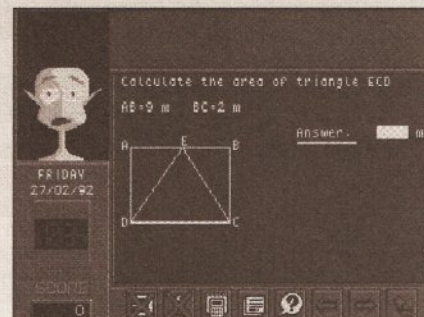 Calculate the area of triangle ECD
AB=9 m BC=2 m
Answer: m
A E B
D C
FRIDAY
27/02/92
SCORE
0